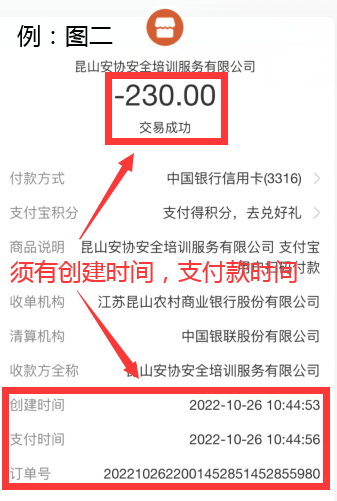 例：图二
昆山安协安全培训服务有限公司
-230.00
交易成功
付款方式 中国银行信用卡(3316)
支付宝积分 支付得积分，去兑好礼
商品说明 昆山安协安全培训服务有限公司 支付宝
付款
须有创建时间，支付款时间
收单机构 江苏昆山农村商业银行股份有限公司
清算机构 中国银联股份有限公司
收款方全称 昆山安协安全培训服务有限公司
创建时间 2022-10-26 10:44:53
支付时间 2022-10-26 10:44:56
订单号 2022102622001452851452855980